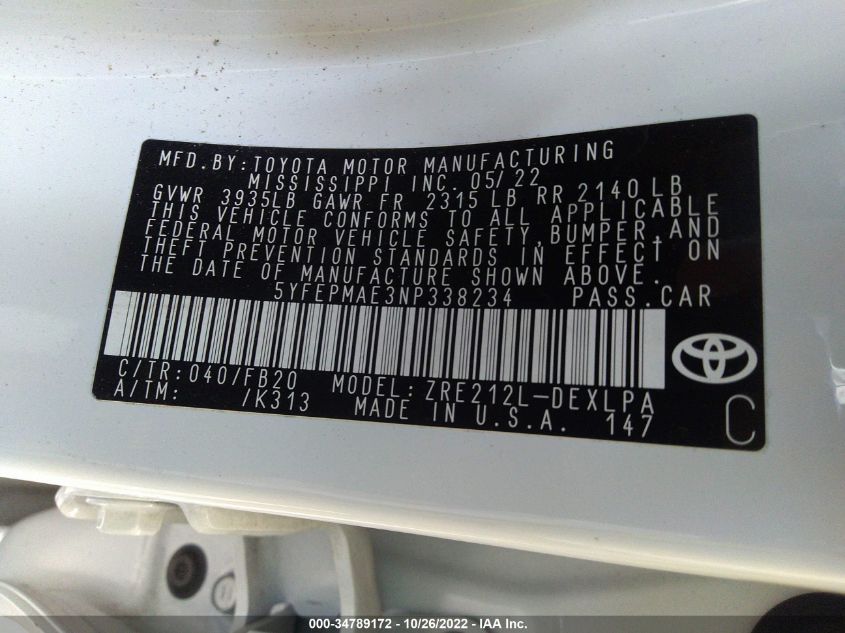 MFD.BY:TOYOTA MOTOR MANUFACTURING
MISSISSIPPI INC. 05/22
GVWR 3935LB GAWR FR 2315 LB RR 2140 LB
THIS VEHICLE CONFORMS TO ALL APPLICABLE
FEDERAL MOTOR VEHICLE SAFETY,BUMPER,AND
THEFT PREVENTION STANDARDS IN EFFECT ON
THE DATE OF MANUFACTURE SHOWN ABOVE.
5YFEPMAE3NP338234 PASS.CAR
C/TR:040/FB20 MODEL:ZRE212L-DEXLPA
A/TM: /K313 MADE IN U.S.A. 147
C
000-34789172 - 10/26/2022 - IAA Inc.